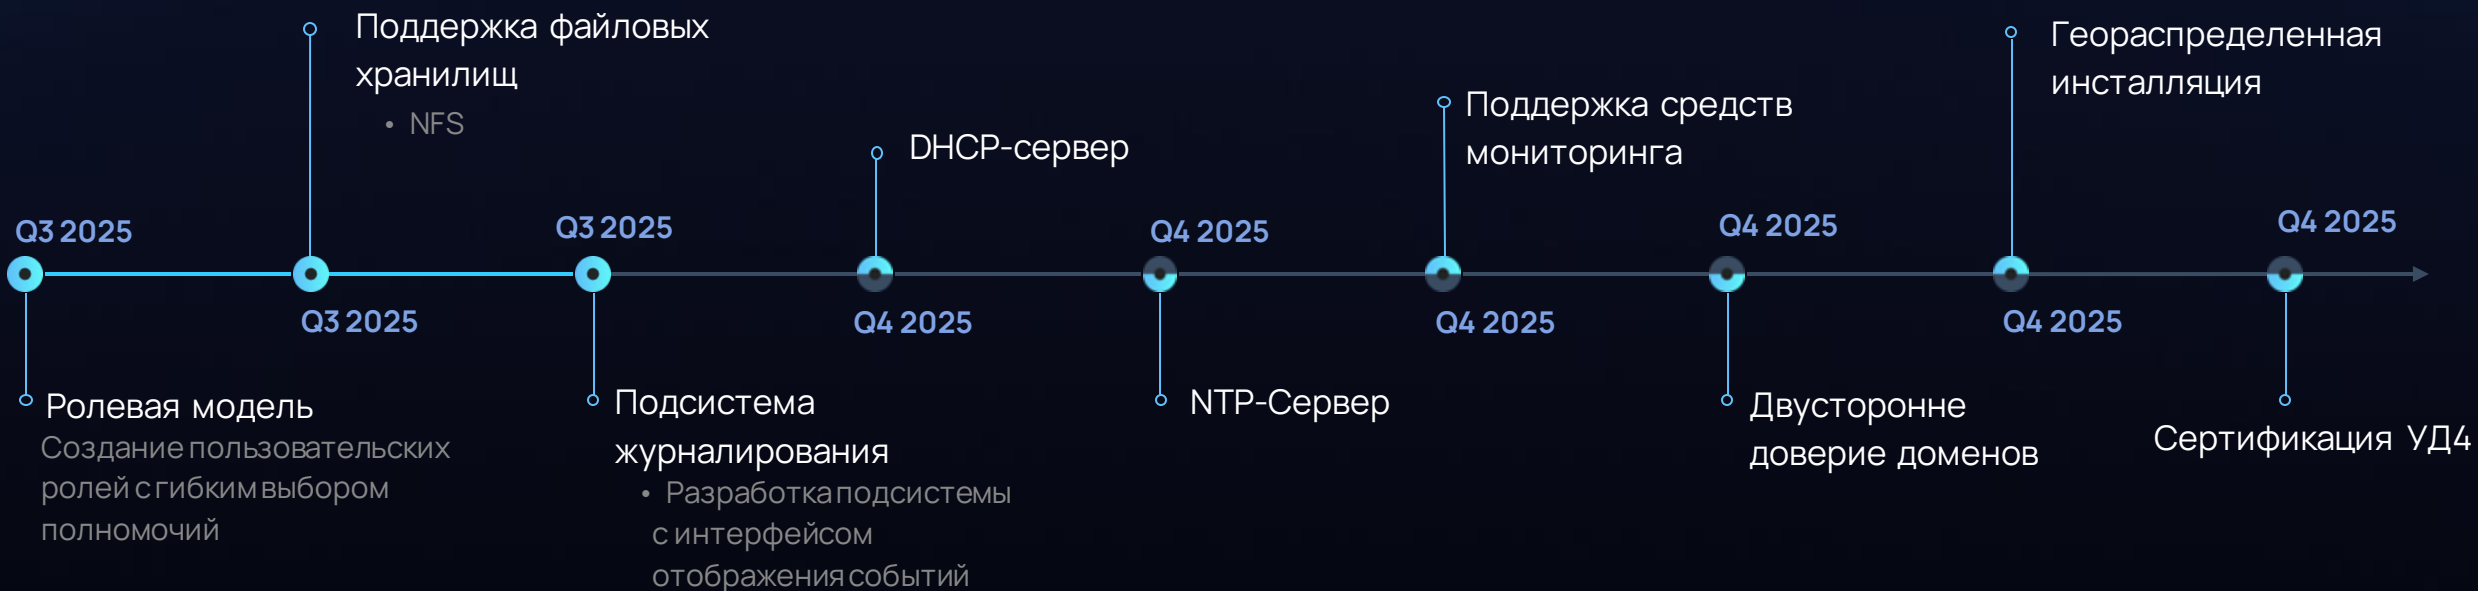 Поддержка файловых
хранилищ
• NFS
DHCP-сервер
Поддержка средств
мониторинга
Геораспределенная
инсталляция
Q3 2025
Q3 2025
Q3 2025
Q4 2025
Q4 2025
Q4 2025
Q4 2025
Q4 2025
Q4 2025
Ролевая модель
Создание пользовательских
ролей с гибким выбором
полномочий
Подсистема
журналирования
• Разработка подсистемы
с интерфейсом
отображения событий
NTP-Сервер
Двусторонне
доверие доменов
Сертификация УД4